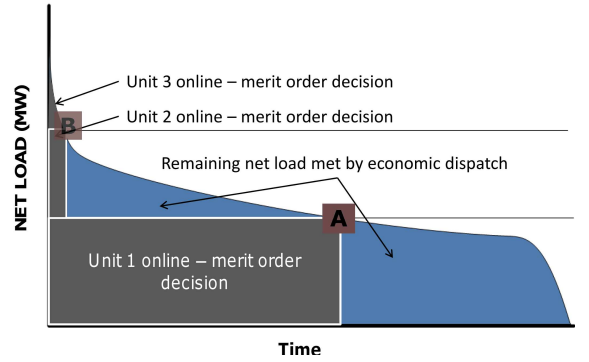 NET LOAD (MW)
Unit 3 online – merit order decision
Unit 2 online – merit order decision
B
Remaining net load met by economic dispatch
A
Unit 1 online – merit order
decision
Time